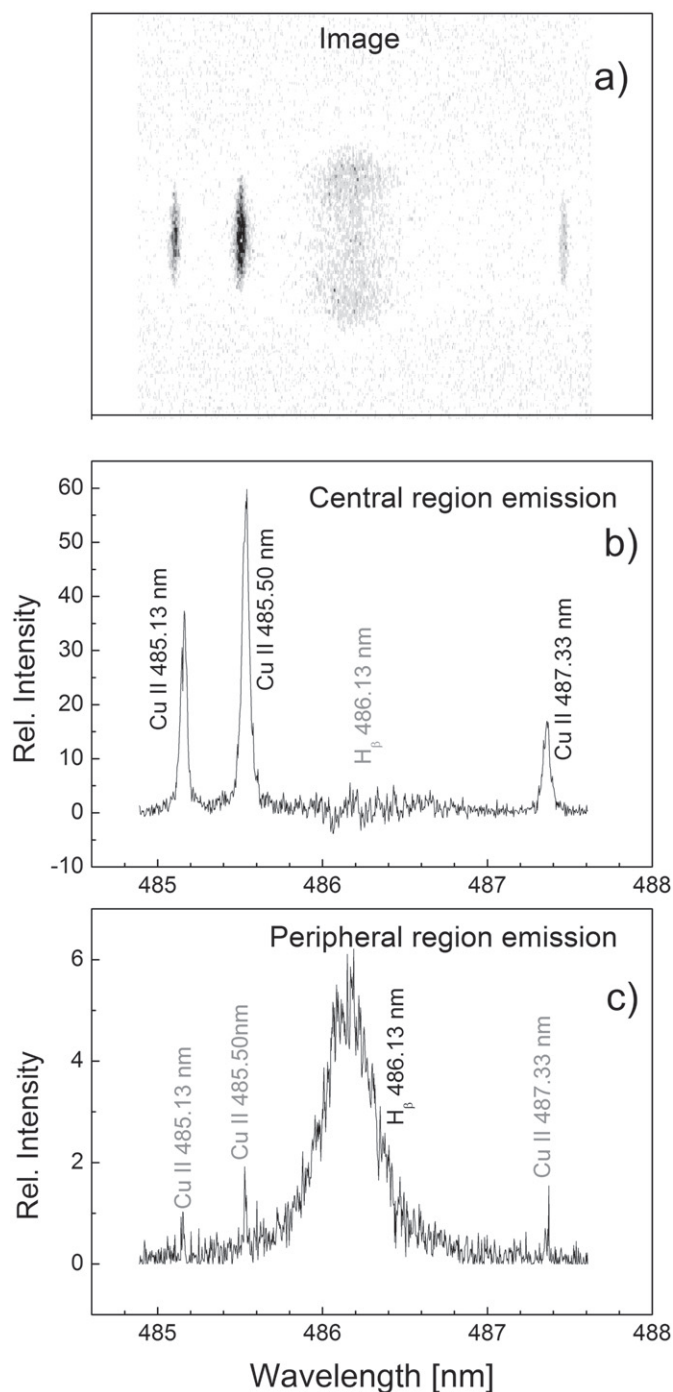 Image
a)
Central region emission
b)
Rel. Intensity
60
50
40
30
20
10
0
-10
Cu II 485.13 nm
Cu II 485.50 nm
H_β 486.13 nm
Cu II 487.33 nm
485
486
487
488
Peripheral region emission
c)
Rel. Intensity
6
4
2
0
Cu II 485.13 nm
Cu II 485.50nm
H_β 486.13 nm
Cu II 487.33 nm
485
486
487
488
Wavelength [nm]